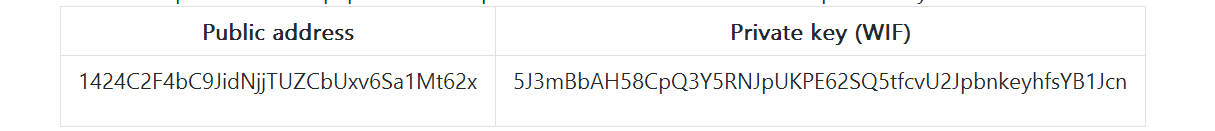 Public address
Private key (WIF)
1424C2F4bC9JidNjjTUZCbUxv6Sa1Mt62x
5J3mBbAH58CpQ3Y5RNJpUKPE62SQ5tfcvU2JpbnkeyhfsYB1Jcn